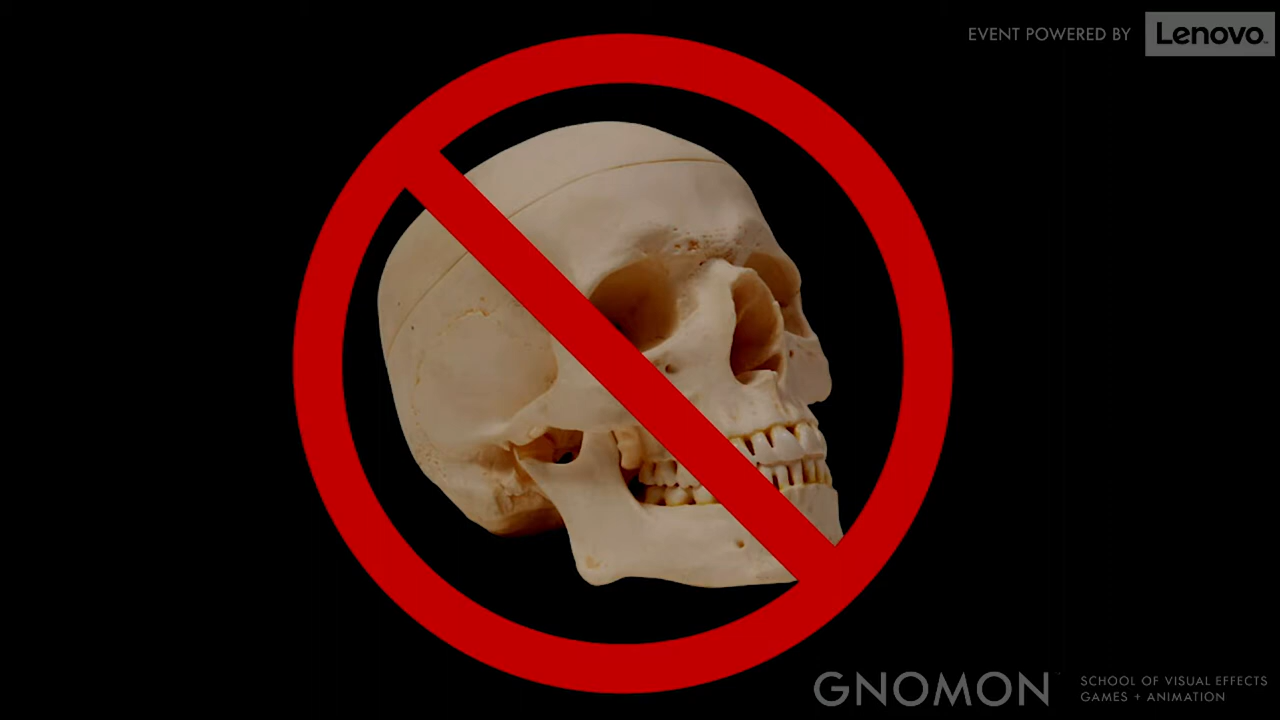 EVENT POWERED BY Lenovo
GNOMON
SCHOOL OF VISUAL EFFECTS
GAMES + ANIMATION